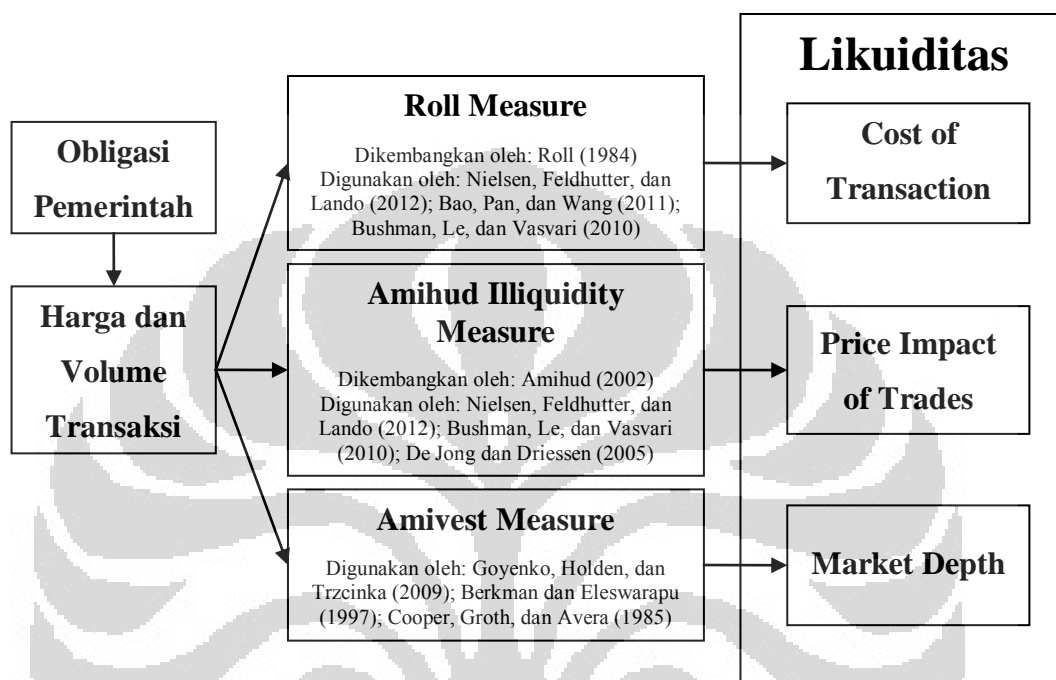 Obligasi
Pemerintah
Harga dan
Volume
Transaksi
Roll Measure
Dikembangkan oleh: Roll (1984)
Digunakan oleh: Nielsen, Feldhutter, dan
Lando (2012); Bao, Pan, dan Wang (2011);
Bushman, Le, dan Vasvari (2010)
Amihud Illiquidity
Measure
Dikembangkan oleh: Amihud (2002)
Digunakan oleh: Nielsen, Feldhutter, dan
Lando (2012); Bushman, Le, dan Vasvari
(2010); De Jong dan Driessen (2005)
Amivest Measure
Digunakan oleh: Goyenko, Holden, dan
Trzcinka (2009); Berkman dan Eleswarapu
(1997); Cooper, Groth, dan Avera (1985)
Likuiditas
Cost of
Transaction
Price Impact
of Trades
Market Depth